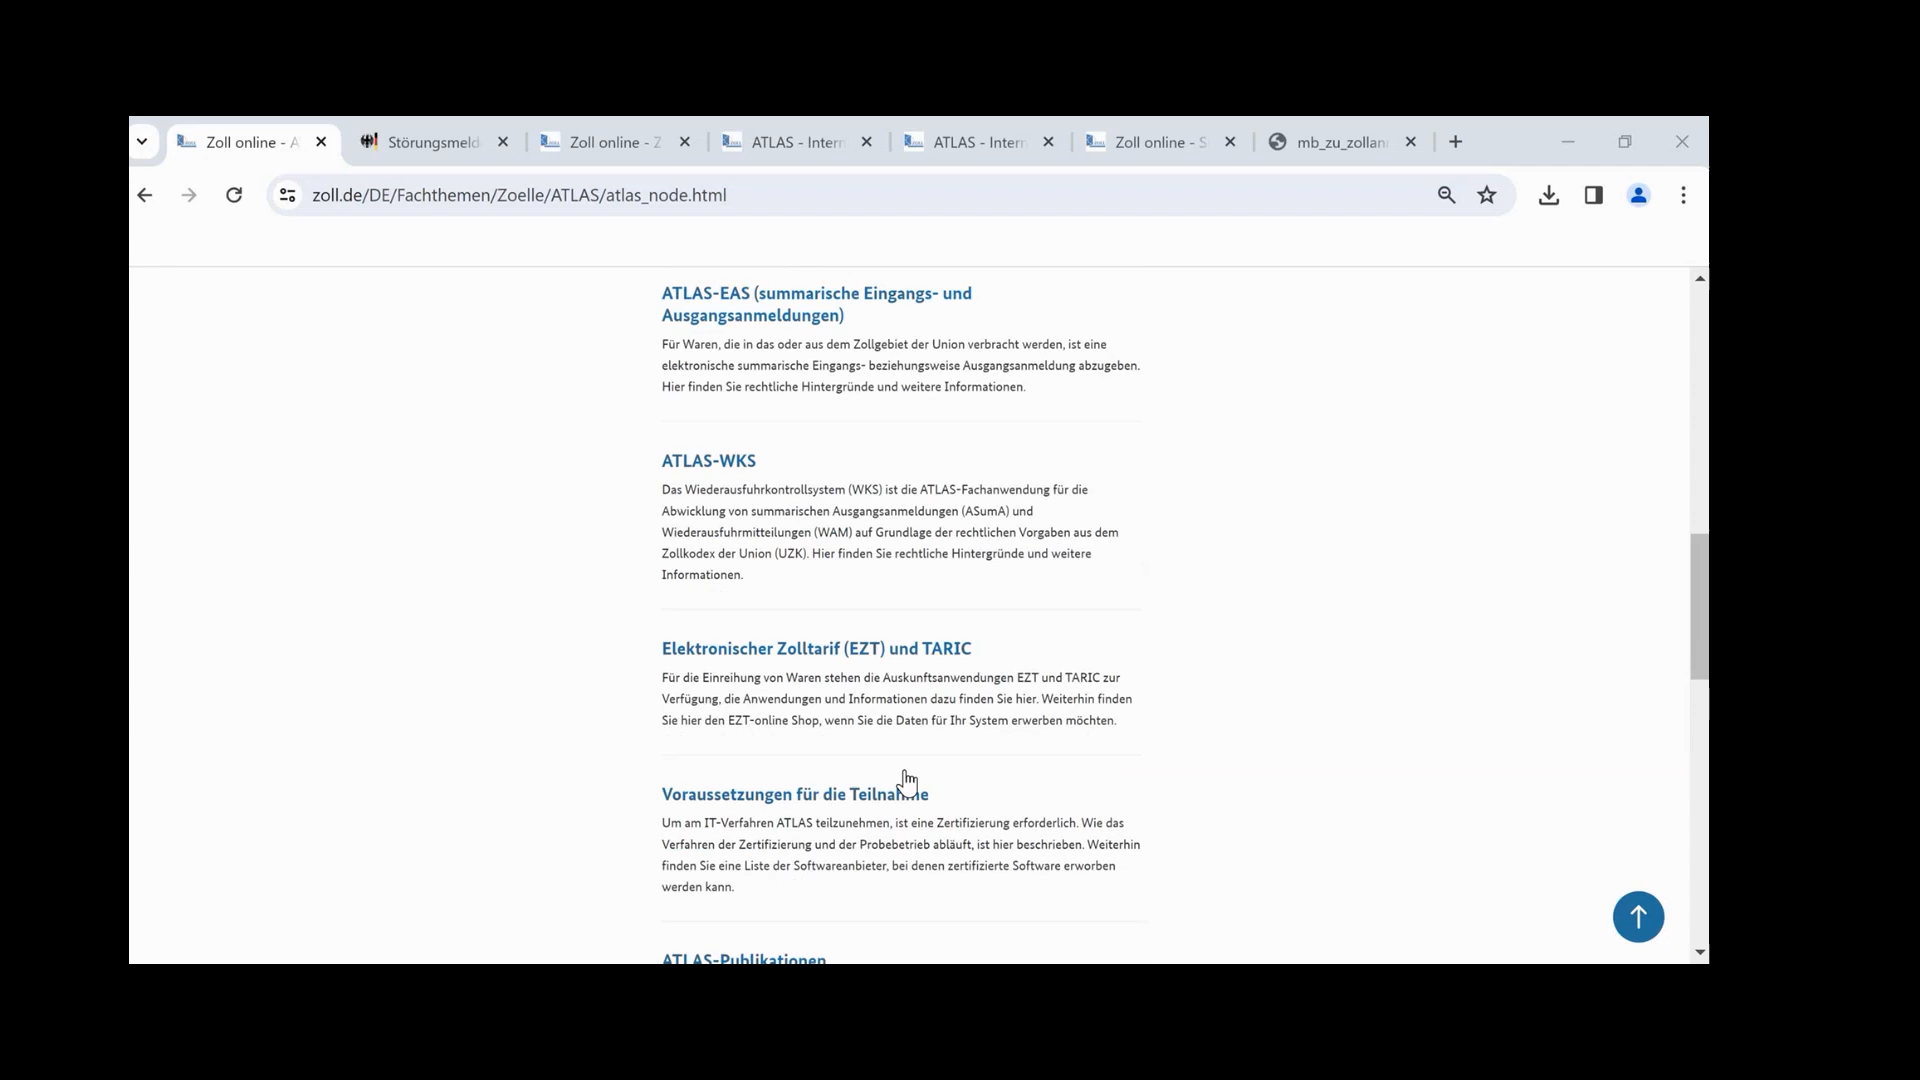 Zoll online - A
Störungsmeld
Zoll online - Z
ATLAS - Intern
ATLAS - Intern
Zoll online - S
mb_zu_zollan
zoll.de/DE/Fachthemen/Zoelle/ATLAS/atlas_node.html
ATLAS-EAS (summarische Eingangs- und
Ausgangsanmeldungen)
Für Waren, die in das oder aus dem Zollgebiet der Union verbracht werden, ist eine
elektronische summarische Eingangs- beziehungsweise Ausgangsanmeldung abzugeben.
Hier finden Sie rechtliche Hintergründe und weitere Informationen.
ATLAS-WKS
Das Wiederausfuhrkontrollsystem (WKS) ist die ATLAS-Fachanwendung für die
Abwicklung von summarischen Ausgangsanmeldungen (ASumA) und
Wiederausfuhrmitteilungen (WAM) auf Grundlage der rechtlichen Vorgaben aus dem
Zollkodex der Union (UZK). Hier finden Sie rechtliche Hintergründe und weitere
Informationen.
Elektronischer Zolltarif (EZT) und TARIC
Für die Einreihung von Waren stehen die Auskunftsanwendungen EZT und TARIC zur
Verfügung, die Anwendungen und Informationen dazu finden Sie hier. Weiterhin finden
Sie hier den EZT-online Shop, wenn Sie die Daten für Ihr System erwerben möchten.
Voraussetzungen für die Teilnahme
Um am IT-Verfahren ATLAS teilzunehmen, ist eine Zertifizierung erforderlich. Wie das
Verfahren der Zertifizierung und der Probebetrieb abläuft, ist hier beschrieben. Weiterhin
finden Sie eine Liste der Softwareanbieter, bei denen zertifizierte Software erworben
werden kann.
ATLAS-Publikationen